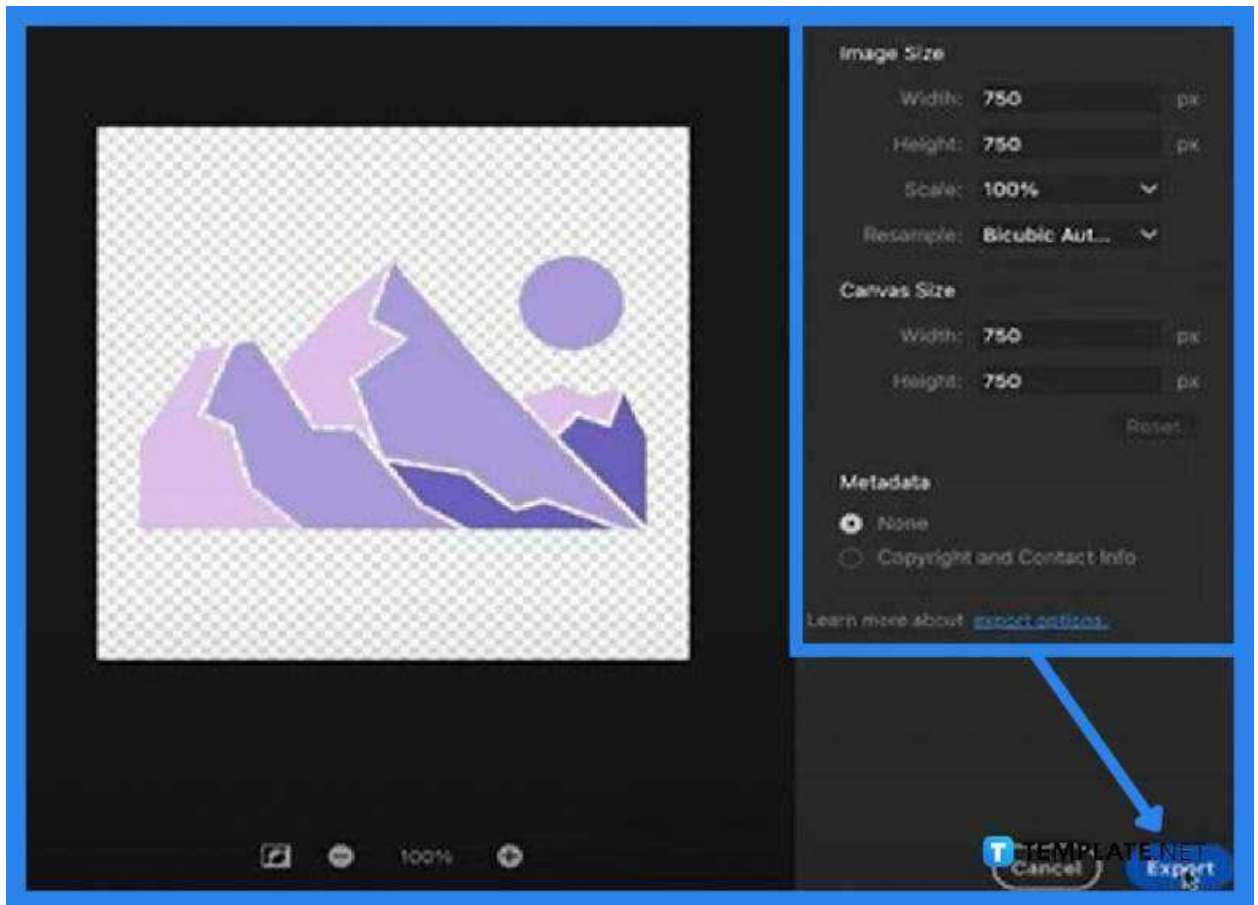 Image Size
Width: 750 px
Height: 750 px
Scale: 100%
Resample: Bicubic Aut...
Canvas Size
Width: 750 px
Height: 750 px
Reset
Metadata
None
Copyright and Contact Info
Learn more about export options.
100%
T TEMPLATE.NET
Cancel Export